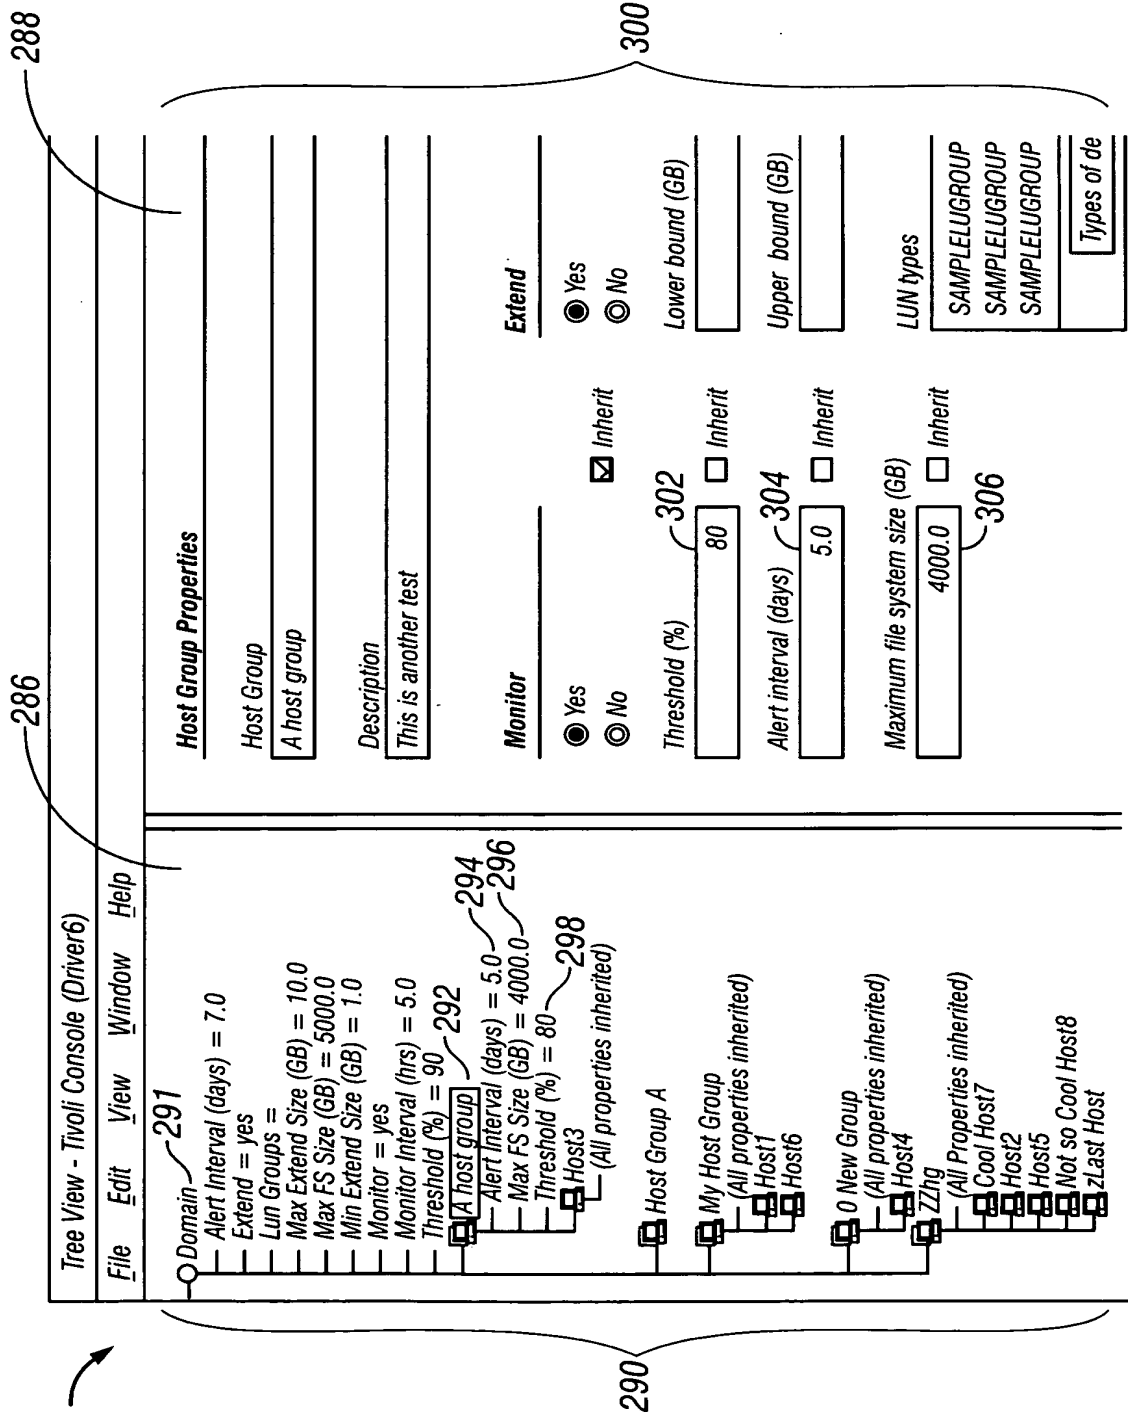 286
288
Tree View - Tivoli Console (Driver6)
File Edit View Window Help
Domain 291
Alert Interval (days) = 7.0
Extend = yes
Lun Groups =
Max Extend Size (GB) = 10.0
Max FS Size (GB) = 5000.0
Min Extend Size (GB) = 1.0
Monitor = yes
Monitor Interval (hrs) = 5.0
Threshold (%) = 90
A host group 292
Alert Interval (days) = 5.0 294
Max FS Size (GB) = 4000.0 296
Threshold (%) = 80 298
Host3
(All properties inherited)
Host Group A
My Host Group
(All properties inherited)
Host1
Host6
0 New Group
(All properties inherited)
Host4
ZZhg
(All Properties inherited)
Cool Host7
Host2
Host5
Not so Cool Host8
zLast Host
290
Host Group Properties
Host Group
A host group
Description
This is another test
Monitor
Yes
No
Inherit
Threshold (%)
80
302
Inherit
Alert interval (days)
5.0
304
Inherit
Maximum file system size (GB)
4000.0
306
Inherit
Extend
Yes
No
Lower bound (GB)
Upper bound (GB)
LUN types
SAMPLELUGROUP
SAMPLELUGROUP
SAMPLELUGROUP
Types of de
300